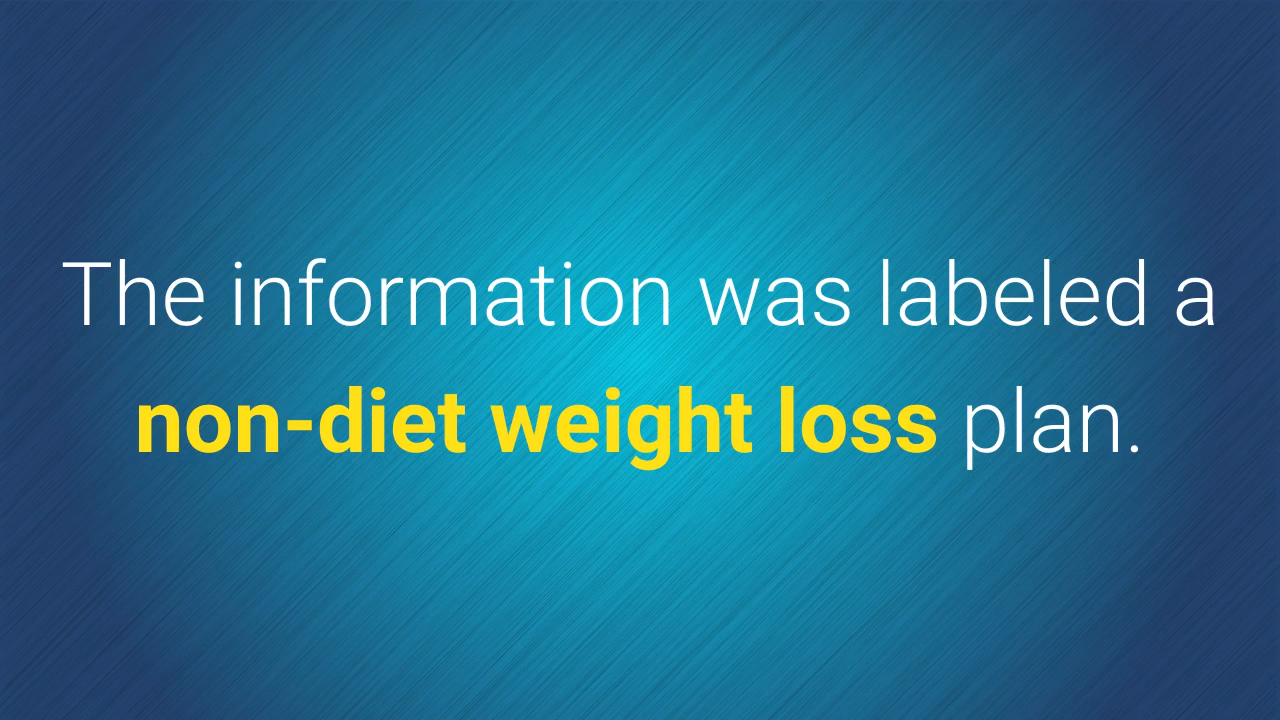 The information was labeled a
non-diet weight loss plan.